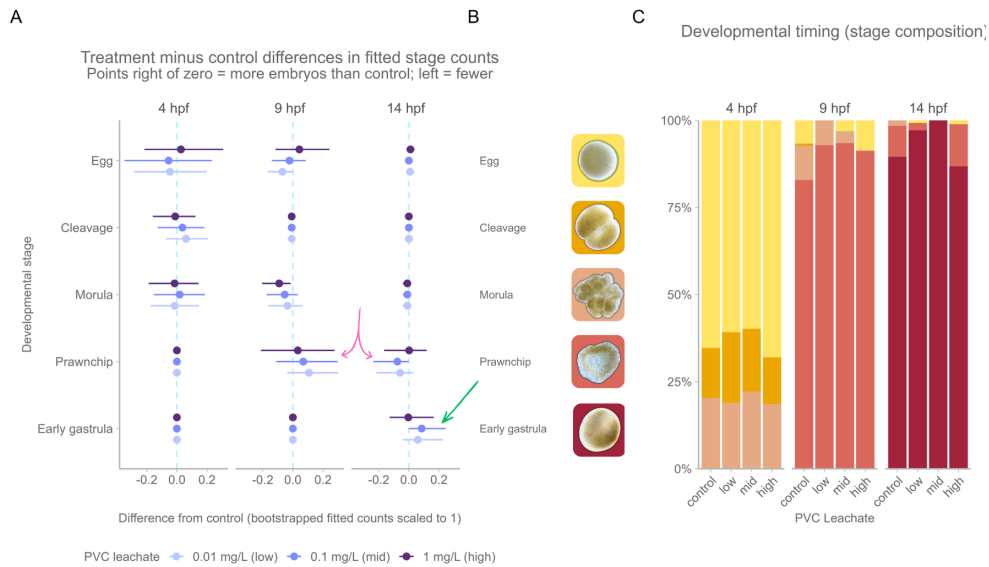 A
B
C
Treatment minus control differences in fitted stage counts
Points right of zero = more embryos than control; left = fewer
4 hpf
9 hpf
14 hpf
Developmental stage
Egg
Cleavage
Morula
Prawnchip
Early gastrula
-0.2
0.0
0.2
-0.2
0.0
0.2
-0.2
0.0
0.2
Difference from control (bootstrapped fitted counts scaled to 1)
PVC leachate
0.01 mg/L (low)
0.1 mg/L (mid)
1 mg/L (high)
Egg
Cleavage
Morula
Prawnchip
Early gastrula
Developmental timing (stage composition)
4 hpf
9 hpf
14 hpf
100%
75%
50%
25%
0%
control
low
mid
high
control
low
mid
high
control
low
mid
high
PVC Leachate